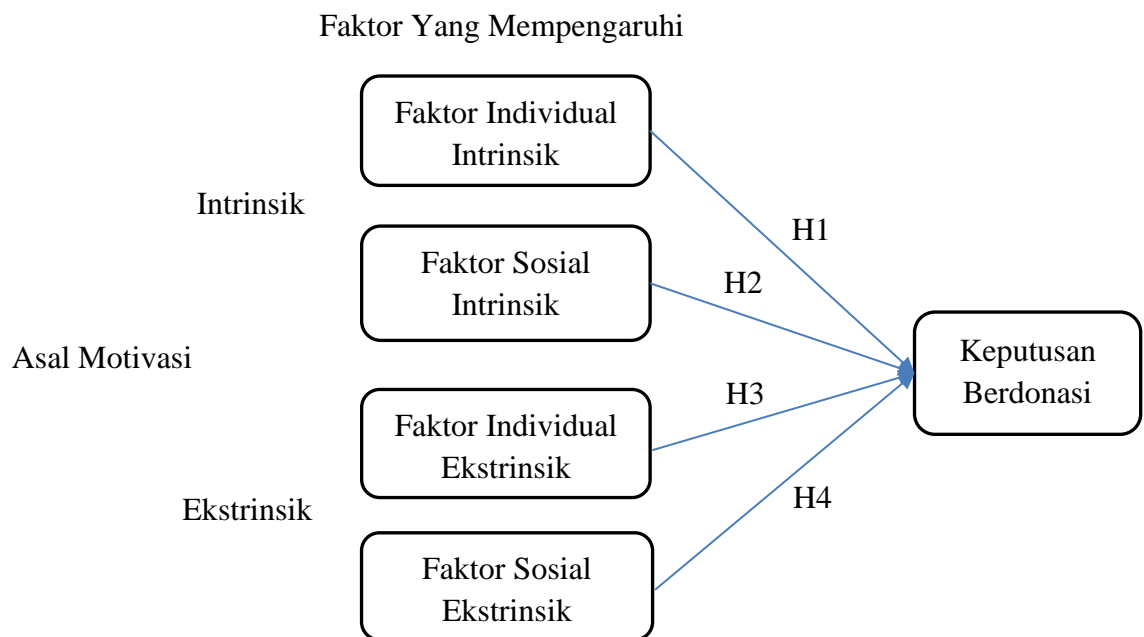 Faktor Yang Mempengaruhi
Faktor Individual
Intrinsik
Intrinsik
H1
Faktor Sosial
Intrinsik
H2
Asal Motivasi
Keputusan
Berdonasi
H3
Faktor Individual
Ekstrinsik
Ekstrinsik
H4
Faktor Sosial
Ekstrinsik